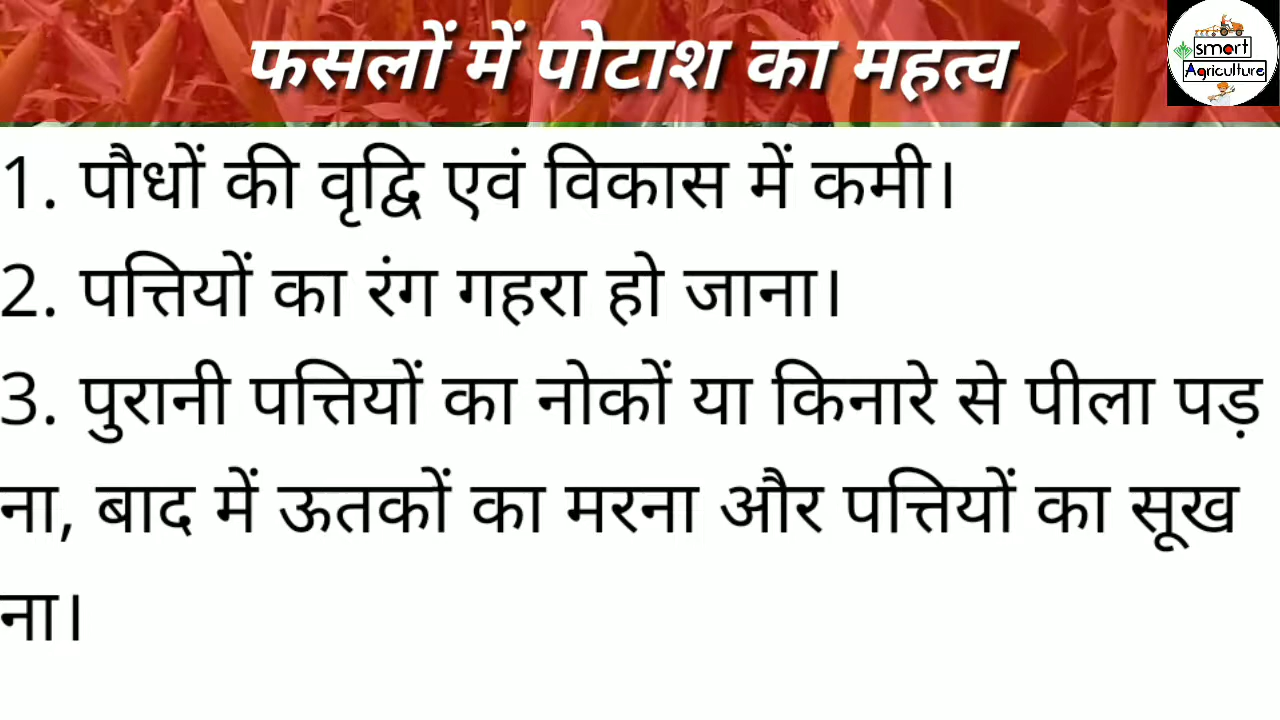 फसलों में पोटाश का महत्व
smart
Agriculture
1. पौधों की वृद्वि एवं विकास में कमी।
2. पत्तियों का रंग गहरा हो जाना।
3. पुरानी पत्तियों का नोकों या किनारे से पीला पड़
ना, बाद में ऊतकों का मरना और पत्तियों का सूख
ना।